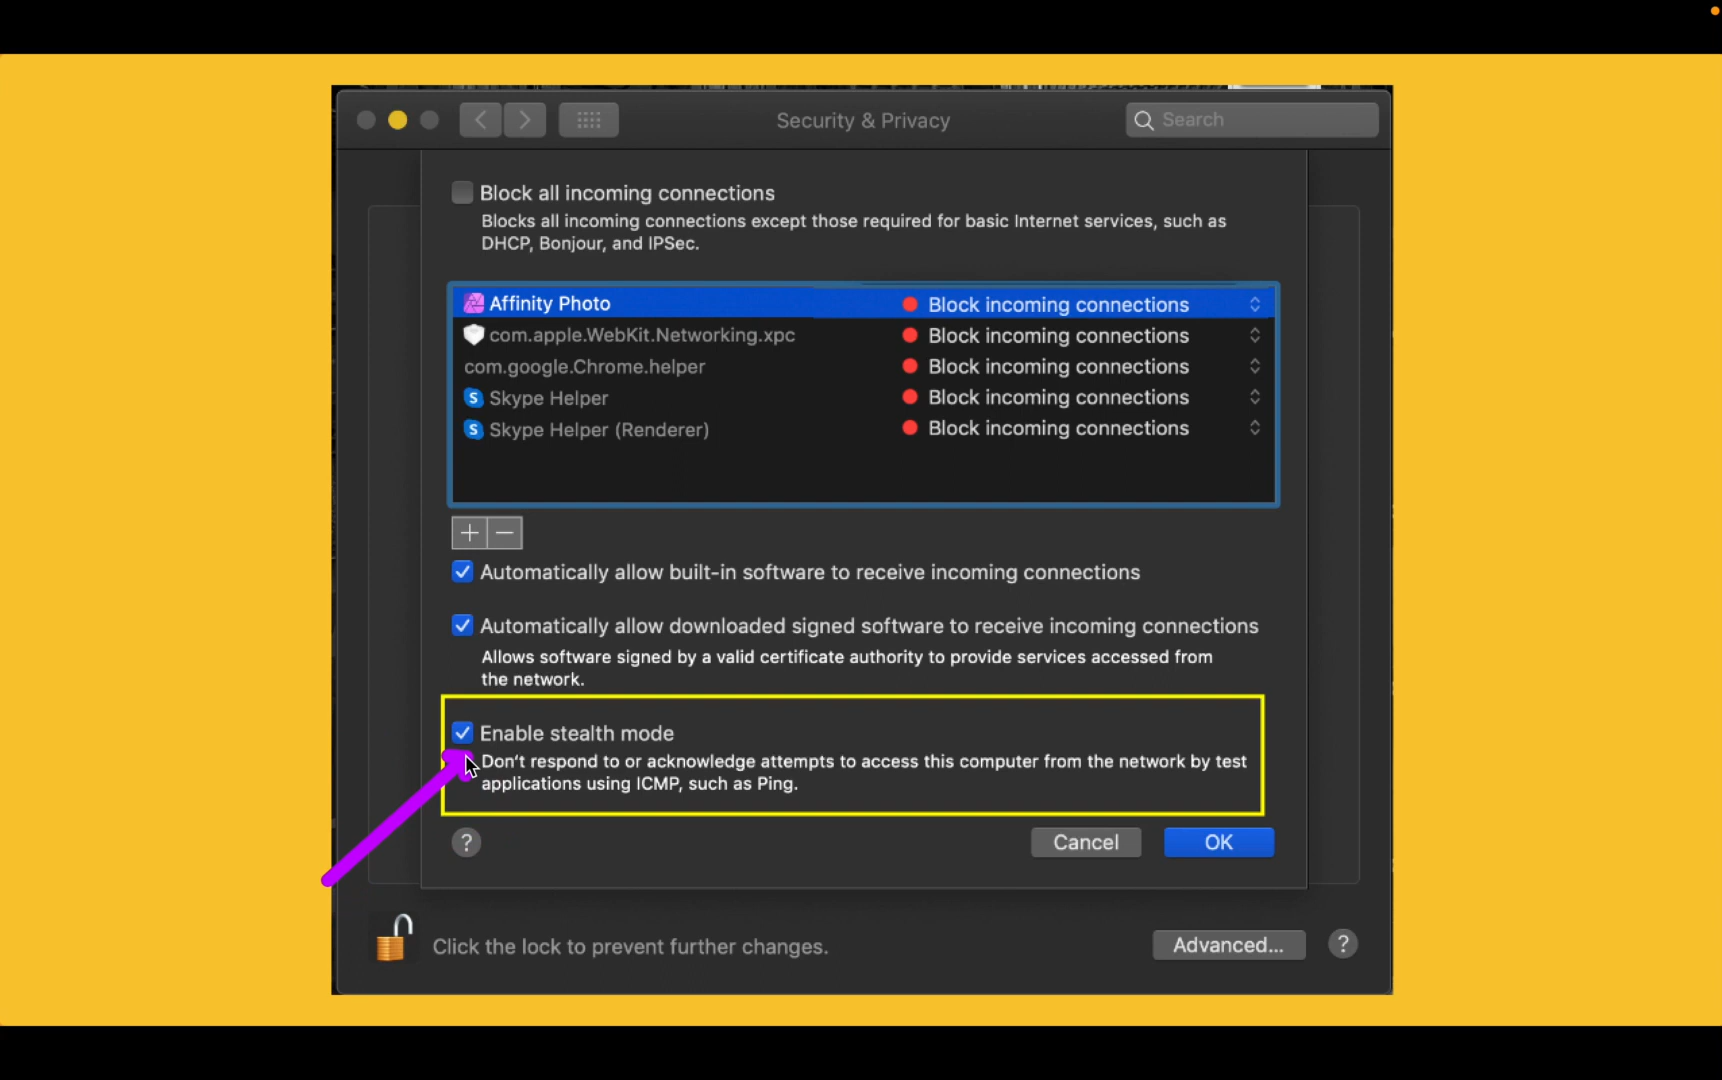 Security & Privacy
Search
Block all incoming connections
Blocks all incoming connections except those required for basic Internet services, such as
DHCP, Bonjour, and IPSec.
Affinity Photo Block incoming connections
com.apple.WebKit.Networking.xpc Block incoming connections
com.google.Chrome.helper Block incoming connections
Skype Helper Block incoming connections
Skype Helper (Renderer) Block incoming connections
Automatically allow built-in software to receive incoming connections
Automatically allow downloaded signed software to receive incoming connections
Allows software signed by a valid certificate authority to provide services accessed from
the network.
Enable stealth mode
Don't respond to or acknowledge attempts to access this computer from the network by test
applications using ICMP, such as Ping.
? Cancel OK
Click the lock to prevent further changes. Advanced... ?